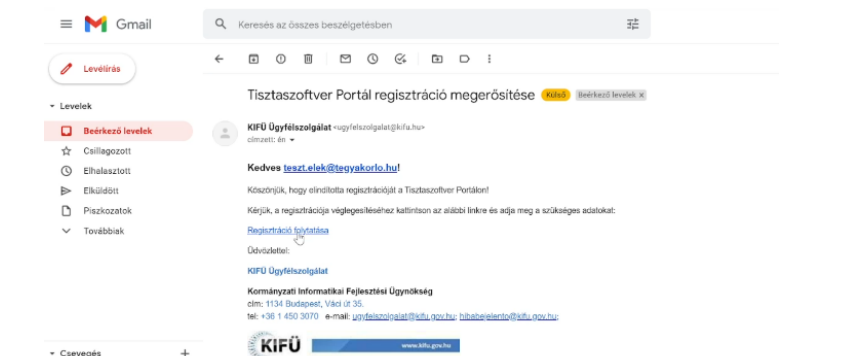 Gmail
Keresés az összes beszélgetésben
Levélírás
Levelek
Beérkező levelek
Csillagozott
Elhalasztott
Elküldött
Piszkozatok
Továbbiak
Csevegés
Tisztaszoftver Portál regisztráció megerősítése Külső Beérkező levelek x
KIFÜ Ügyfélszolgálat <ugyfelszolgalat@kifu.hu>
címzett: én
Kedves teszt.elek@tegyakorlo.hu!
Köszönjük, hogy elindította regisztrációját a Tisztaszoftver Portálon!
Kérjük, a regisztrációja véglegesítéséhez kattintson az alábbi linkre és adja meg a szükséges adatokat:
Regisztráció folytatása
Üdvözlettel:
KIFÜ Ügyfélszolgálat
Kormányzati Informatikai Fejlesztési Ügynökség
cím: 1134 Budapest, Váci út 35.
tel: +36 1 450 3070 e-mail: ugyfelszolgalat@kifu.gov.hu; hibabejelento@kifu.gov.hu;
KIFÜ www.kifu.gov.hu